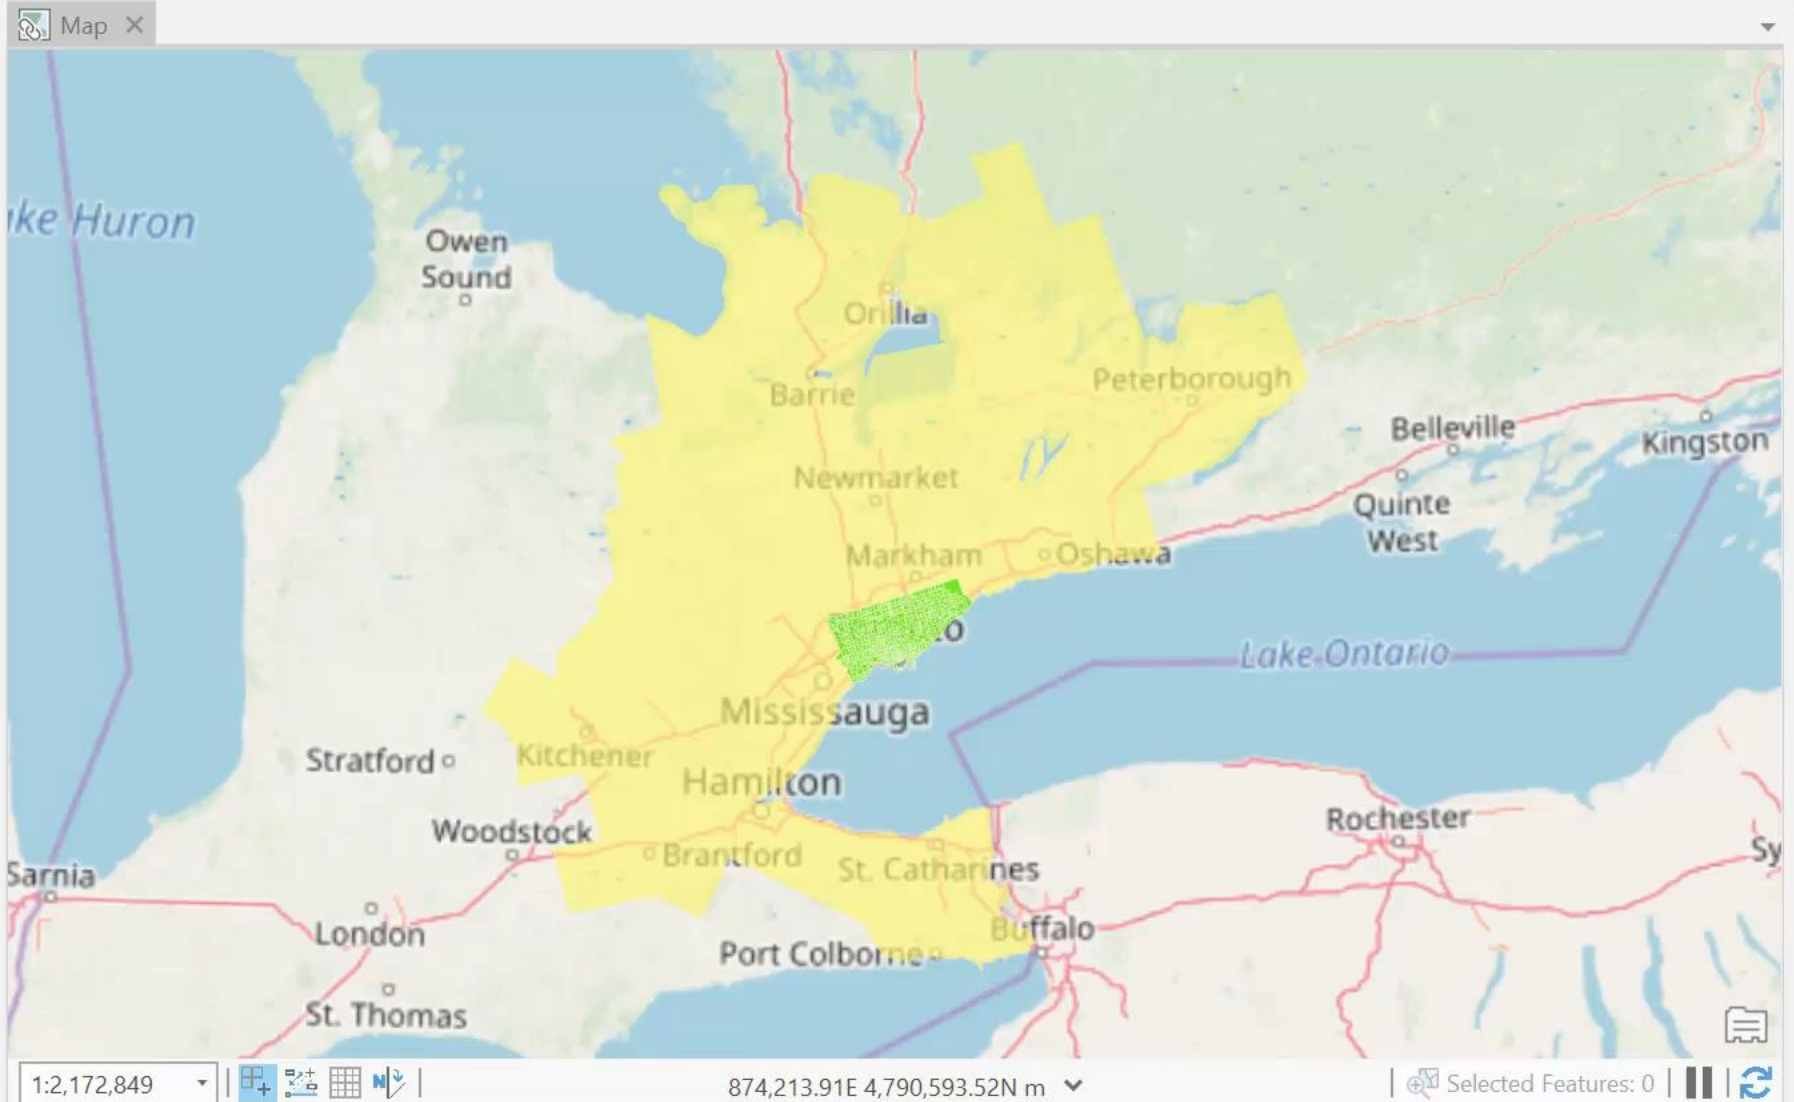 Map
ke Huron
Owen
Sound
Orillia
Barrie
Peterborough
Belleville
Kingston
Newmarket
Quinte
West
Markham
Oshawa
to
Lake Ontario
Mississauga
Stratford
Kitchener
Hamilton
Woodstock
Rochester
Brantford
St. Catharines
Sy
Sarnia
London
Buffalo
Port Colborne
St. Thomas
1:2,172,849
874,213.91E 4,790,593.52N m
Selected Features: 0